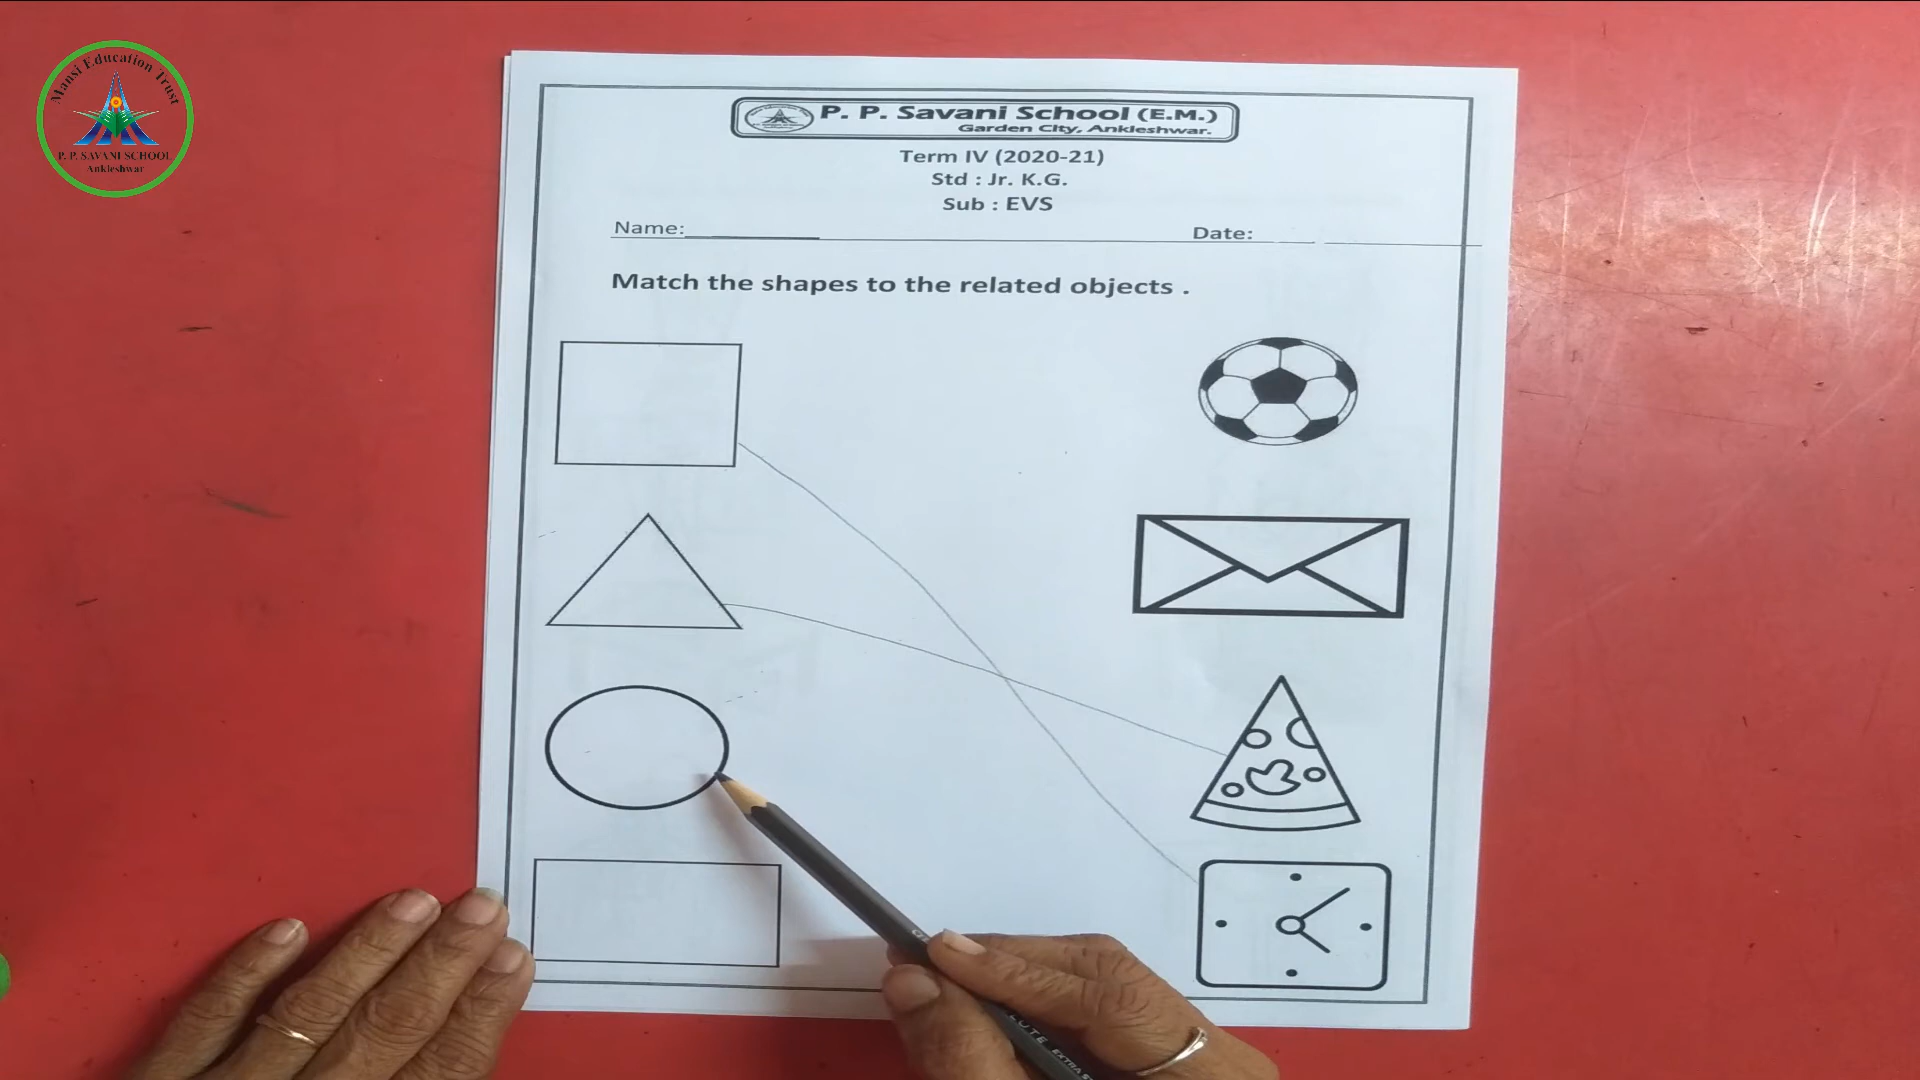 Mansi Education Trust
P. P. SAVANI SCHOOL
Ankleshwar
P. P. Savani School (E.M.)
Garden City, Ankleshwar.
Term IV (2020-21)
Std : Jr. K.G.
Sub : EVS
Name: Date:
Match the shapes to the related objects .